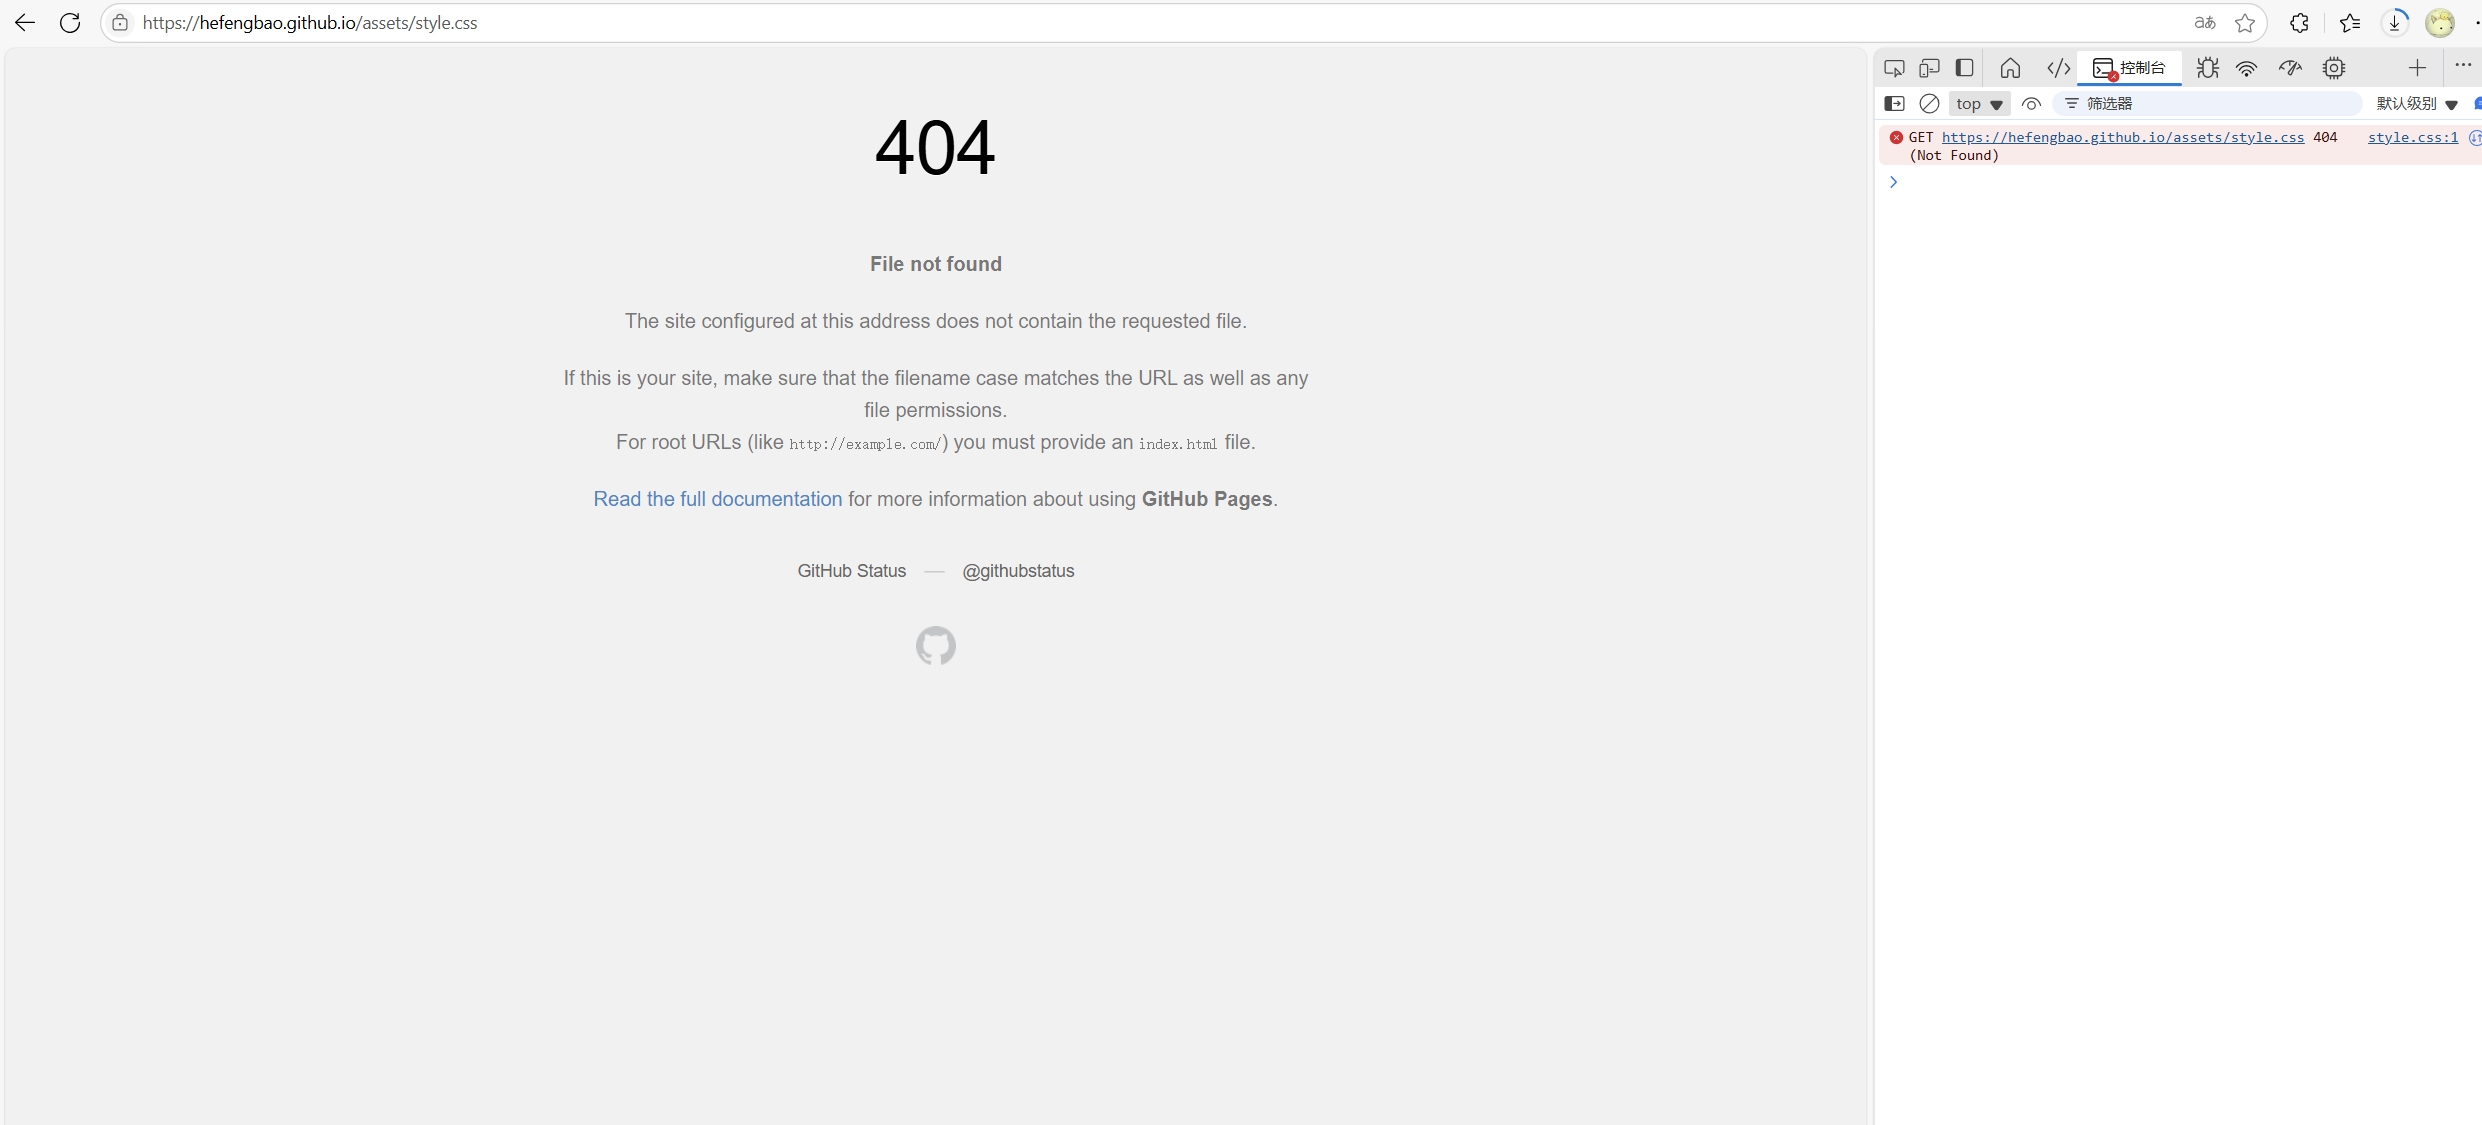 https://hefengbao.github.io/assets/style.css
aあ
控制台
top
筛选器
默认级别
GET https://hefengbao.github.io/assets/style.css 404 style.css:1
(Not Found)
404
File not found
The site configured at this address does not contain the requested file.
If this is your site, make sure that the filename case matches the URL as well as any
file permissions.
For root URLs (like http://example.com/) you must provide an index.html file.
Read the full documentation for more information about using GitHub Pages.
GitHub Status — @githubstatus